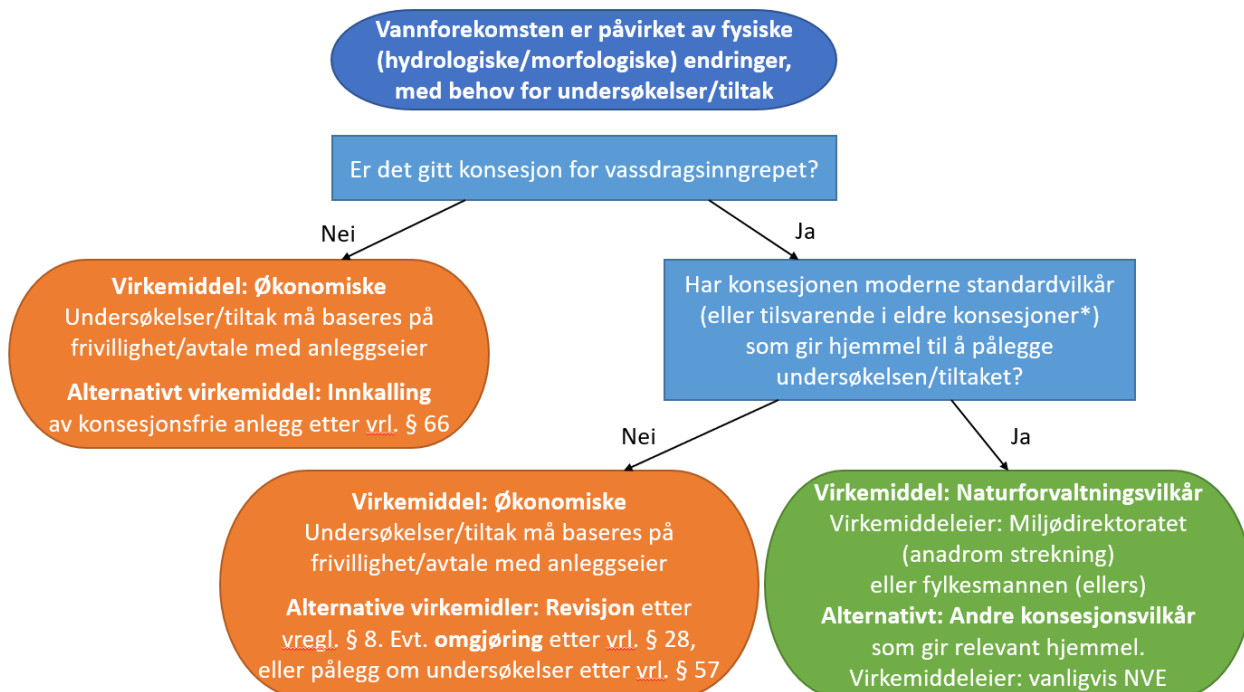 Vannforekomsten er påvirket av fysiske
(hydrologiske/morfologiske) endringer,
med behov for undersøkelser/tiltak
Er det gitt konsesjon for vassdragsinngrepet?
Nei
Ja
Virkemiddel: Økonomiske
Undersøkelser/tiltak må baseres på
frivillighet/avtale med anleggseier
Alternativt virkemiddel: Innkalling
av konsesjonsfrie anlegg etter vrl. § 66
Har konsesjonen moderne standardvilkår
(eller tilsvarende i eldre konsesjoner*)
som gir hjemmel til å pålegge
undersøkelsen/tiltaket?
Nei
Ja
Virkemiddel: Økonomiske
Undersøkelser/tiltak må baseres på
frivillighet/avtale med anleggseier
Alternative virkemidler: Revisjon etter
vregl. § 8. Evt. omgjøring etter vrl. § 28,
eller pålegg om undersøkelser etter vrl. § 57
Virkemiddel: Naturforvaltningsvilkår
Virkemiddeleier: Miljødirektoratet
(anadrom strekning)
eller fylkesmannen (ellers)
Alternativt: Andre konsesjonsvilkår
som gir relevant hjemmel.
Virkemiddeleier: vanligvis NVE